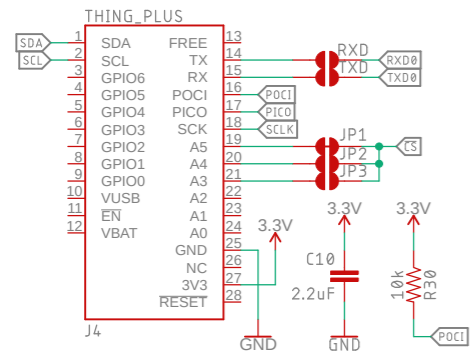 THING_PLUS
SDA 1 SDA FREE 13
SCL 2 SCL TX 14 RXD RXD0
3 GPIO6 RX 15 TXD TXD0
4 GPIO5 POCI 16 POCI
5 GPIO4 PICO 17 PICO
6 GPIO3 SCK 18 SCLK
7 GPIO2 A5 19 JP1 CS
8 GPIO1 A4 20 JP2
9 GPIO0 A3 21 JP3
10 VUSB A2 22
11 EN A1 23
12 VBAT A0 24
GND 25
NC 26
3V3 27
RESET 28
J4
3.3V
GND
3.3V
C10
2.2uF
GND
3.3V
10k
R30
POCI